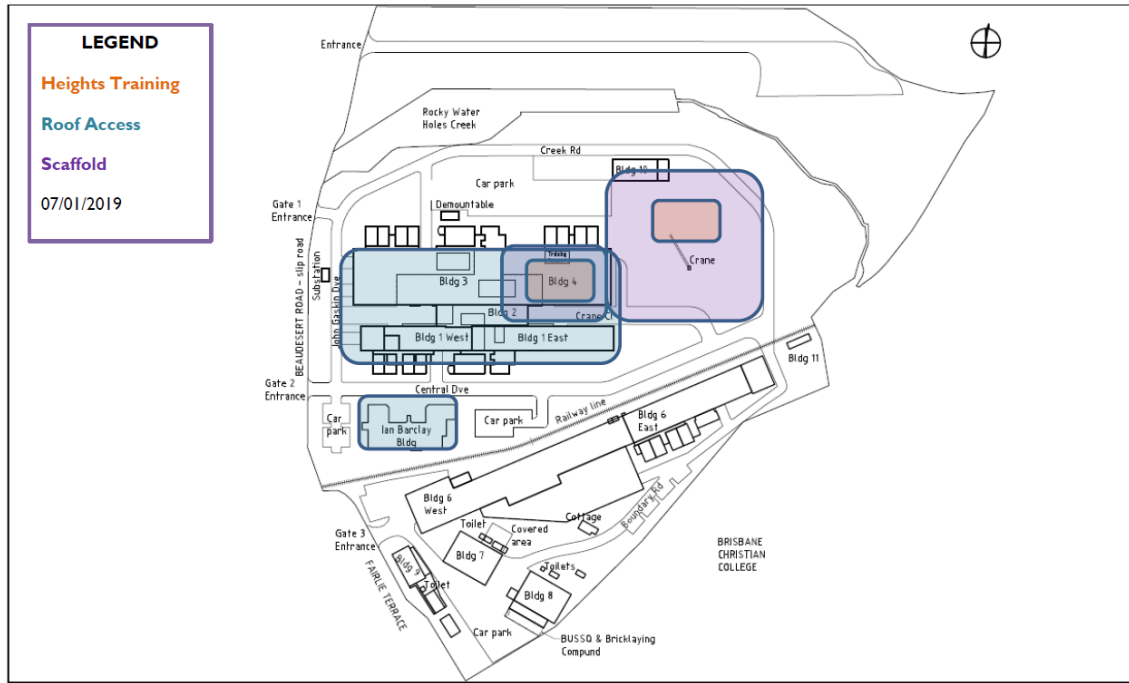 LEGEND
Heights Training
Roof Access
Scaffold
07/01/2019
Entrance
Rocky Water
Holes Creek
Creek Rd
Bldg 10
Car park
Gate 1
Entrance
Demountable
Crane
BEAUDESERT ROAD - slip road
Substation
John Gaskin Dve
Bldg 3
Training
Bldg 4
Bldg 2
Crane Cl
Bldg 1 West
Bldg 1 East
Bldg 11
Gate 2
Entrance
Central Dve
Car
park
Ian Barclay
Bldg
Car
park
Railway line
Bldg 6
East
Bldg 6
West
Boundary Rd
Cottage
Toilet
Covered
area
Gate 3
Entrance
Bldg 7
BRISBANE
CHRISTIAN
COLLEGE
Bldg 9
Toilet
Toilets
Bldg 8
FAIRLIE TERRACE
Car park
BUSSQ & Bricklaying
Compund